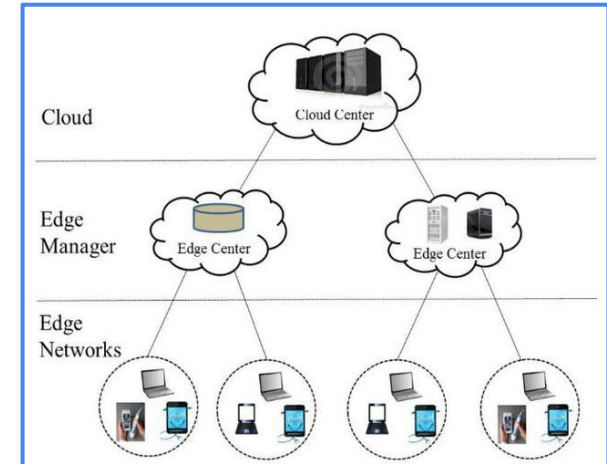 Cloud Center
Cloud
Edge
Manager
Edge Center
Edge Center
Edge
Networks